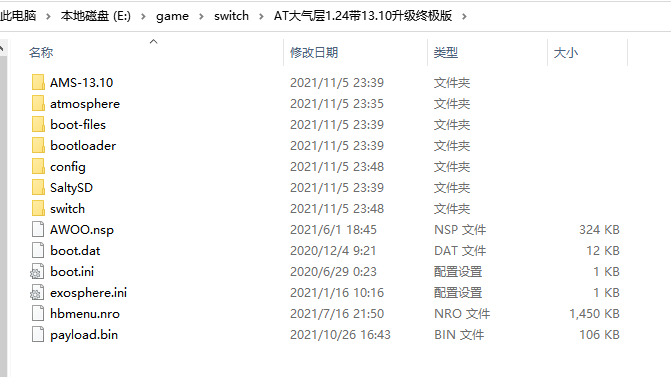 此电脑 > 本地磁盘 (E:) > game > switch > AT大气层1.24带13.10升级终极版 >
名称 修改日期 类型 大小
AMS-13.10 2021/11/5 23:39 文件夹
atmosphere 2021/11/5 23:35 文件夹
boot-files 2021/11/5 23:39 文件夹
bootloader 2021/11/5 23:39 文件夹
config 2021/11/5 23:48 文件夹
SaltySD 2021/11/5 23:39 文件夹
switch 2021/11/5 23:48 文件夹
AWOO.nsp 2021/6/1 18:45 NSP 文件 324 KB
boot.dat 2020/12/4 9:21 DAT 文件 12 KB
boot.ini 2020/6/29 0:23 配置设置 1 KB
exosphere.ini 2021/1/16 10:16 配置设置 1 KB
hbmenu.nro 2021/7/16 21:50 NRO 文件 1,450 KB
payload.bin 2021/10/26 16:43 BIN 文件 106 KB